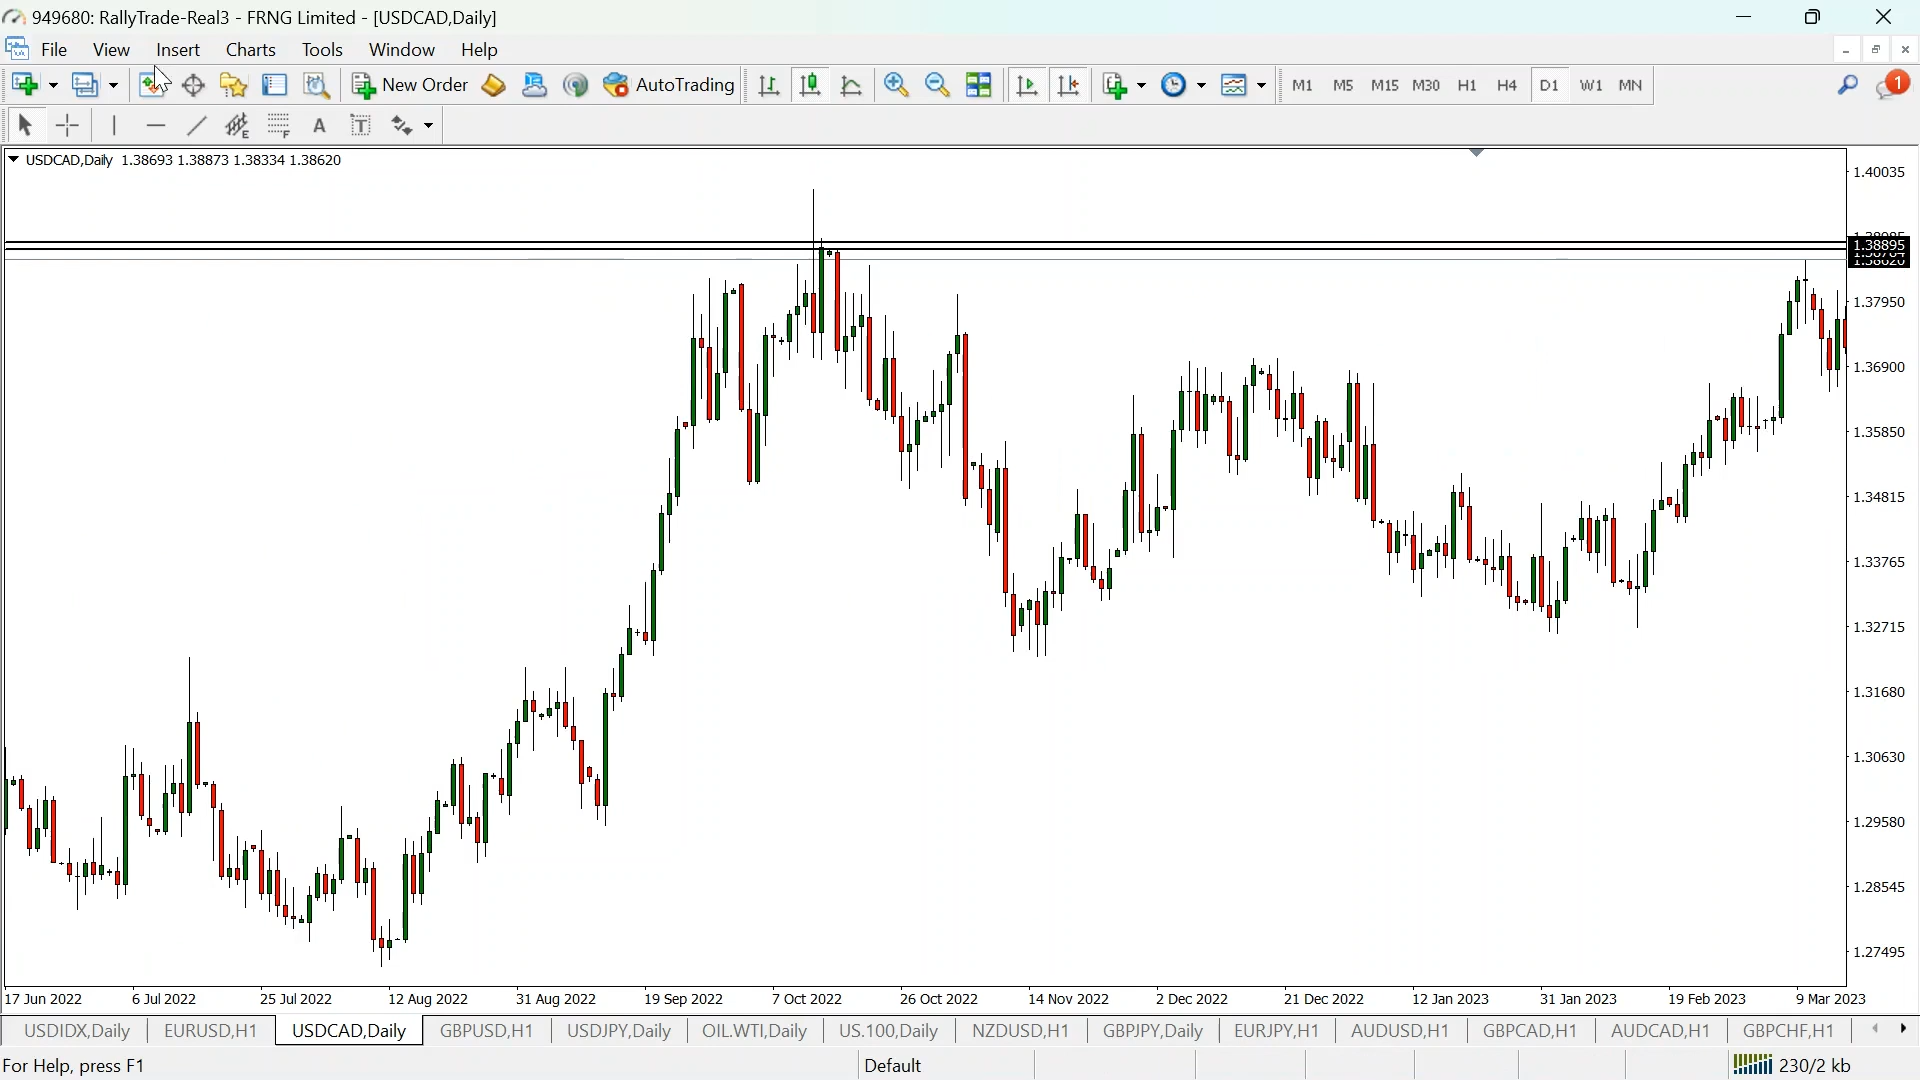 949680: RallyTrade-Real3 - FRNG Limited - [USDCAD,Daily]
File View Insert Charts Tools Window Help
New Order AutoTrading M1 M5 M15 M30 H1 H4 D1 W1 MN 1
A T
USDCAD,Daily 1.38693 1.38873 1.38334 1.38620
1.40035
1.38895
1.38620
1.37950
1.36900
1.35850
1.34815
1.33765
1.32715
1.31680
1.30630
1.29580
1.28545
1.27495
17 Jun 2022 6 Jul 2022 25 Jul 2022 12 Aug 2022 31 Aug 2022 19 Sep 2022 7 Oct 2022 26 Oct 2022 14 Nov 2022 2 Dec 2022 21 Dec 2022 12 Jan 2023 31 Jan 2023 19 Feb 2023 9 Mar 2023
USDIDX,Daily EURUSD,H1 USDCAD,Daily GBPUSD,H1 USDJPY,Daily OIL.WTI,Daily US.100,Daily NZDUSD,H1 GBPJPY,Daily EURJPY,H1 AUDUSD,H1 GBPCAD,H1 AUDCAD,H1 GBPCHF,H1
For Help, press F1 Default 230/2 kb